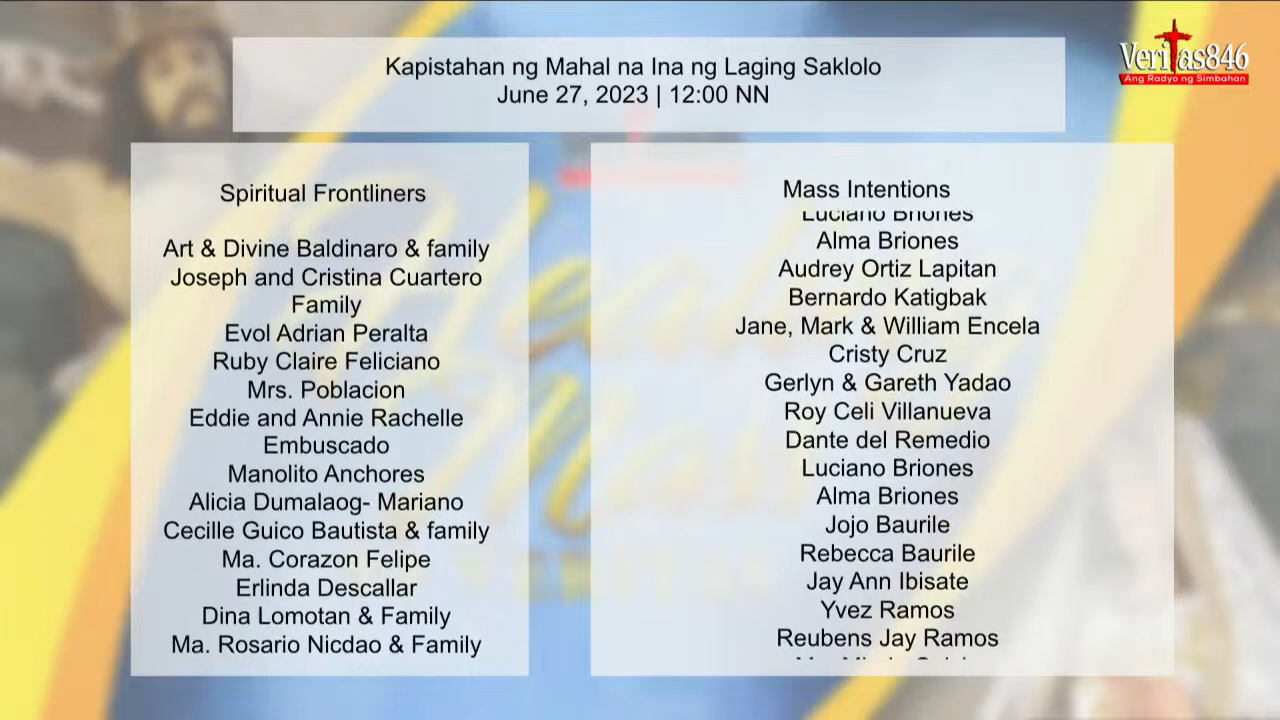 Kapistahan ng Mahal na Ina ng Laging Saklolo
June 27, 2023 | 12:00 NN
Veritas846
Ang Radyo ng Simbahan
Spiritual Frontliners
Art & Divine Baldinaro & family
Joseph and Cristina Cuartero
Family
Evol Adrian Peralta
Ruby Claire Feliciano
Mrs. Poblacion
Eddie and Annie Rachelle
Embuscado
Manolito Anchores
Alicia Dumalaog- Mariano
Cecille Guico Bautista & family
Ma. Corazon Felipe
Erlinda Descallar
Dina Lomotan & Family
Ma. Rosario Nicdao & Family
Mass Intentions
Luciano Briones
Alma Briones
Audrey Ortiz Lapitan
Bernardo Katigbak
Jane, Mark & William Encela
Cristy Cruz
Gerlyn & Gareth Yadao
Roy Celi Villanueva
Dante del Remedio
Luciano Briones
Alma Briones
Jojo Baurile
Rebecca Baurile
Jay Ann Ibisate
Yvez Ramos
Reubens Jay Ramos